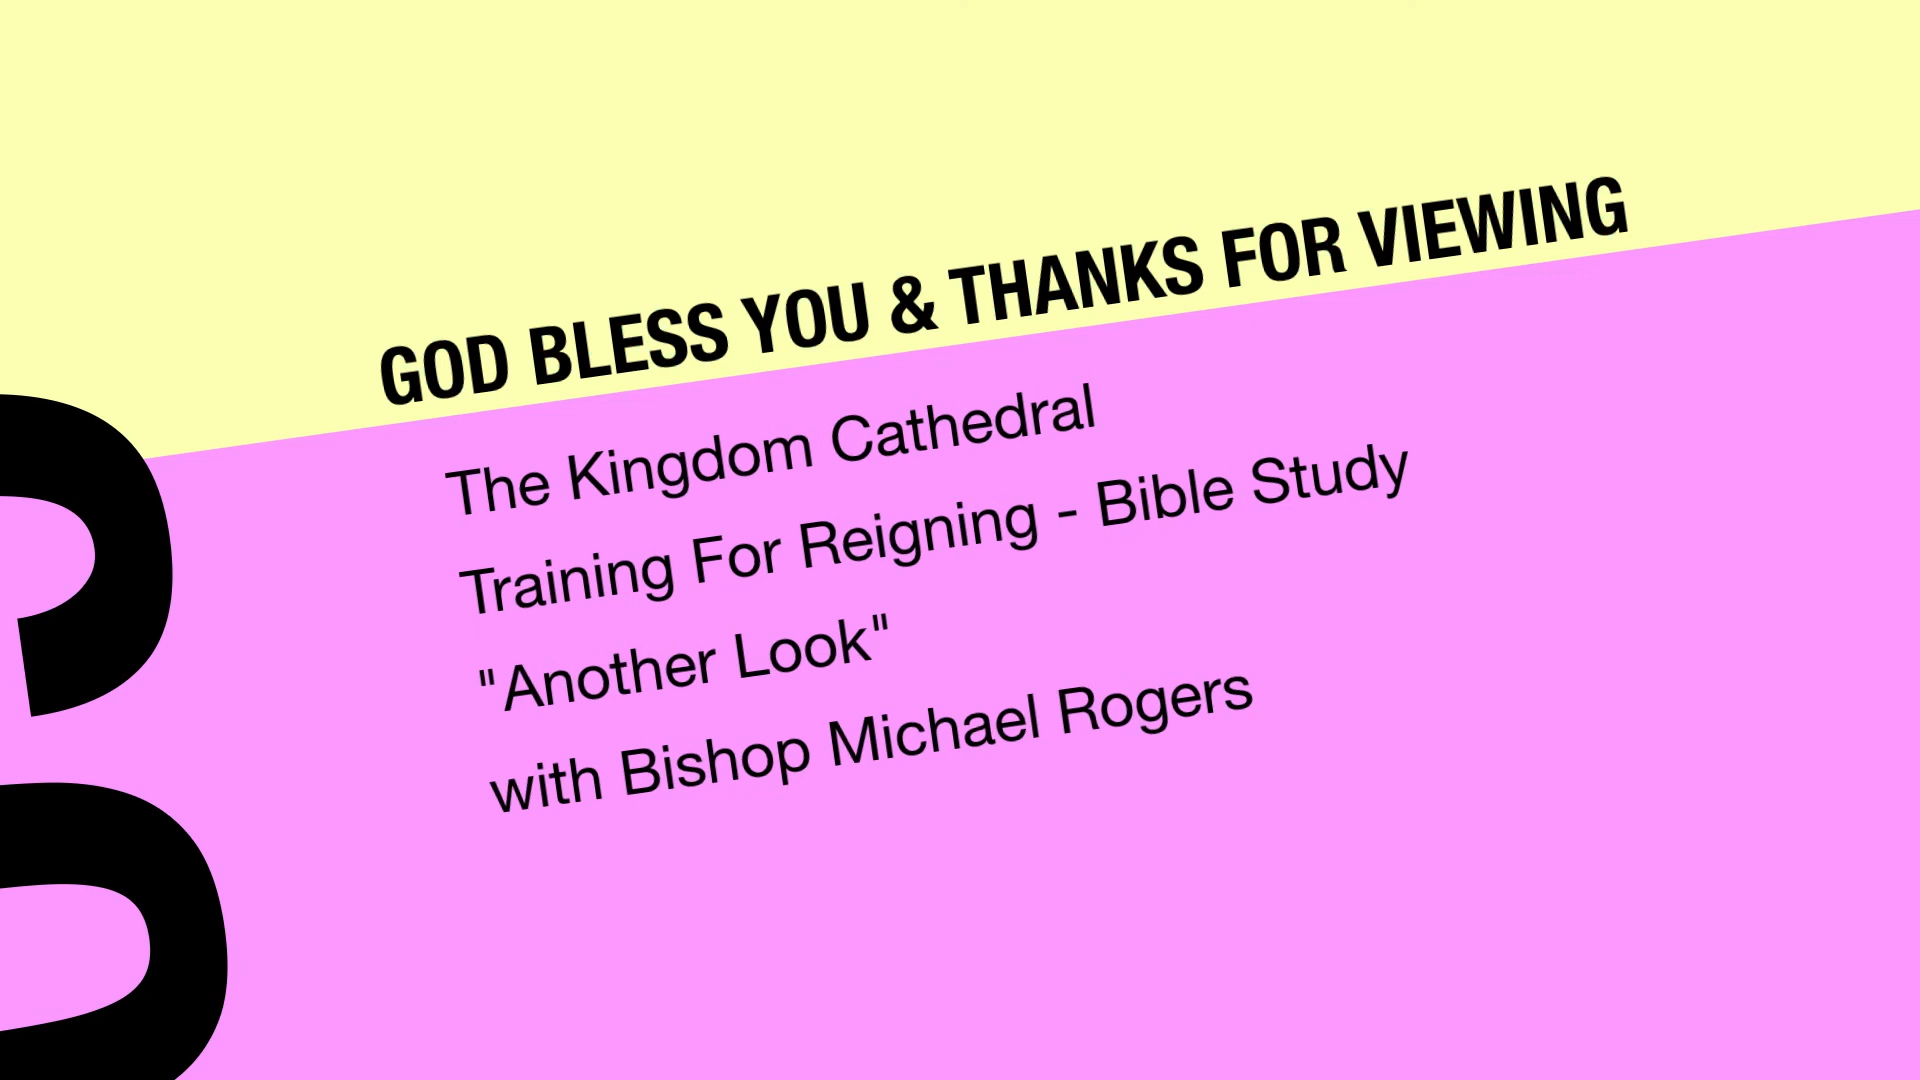 GOD BLESS YOU & THANKS FOR VIEWING
The Kingdom Cathedral
Training For Reigning - Bible Study
"Another Look"
with Bishop Michael Rogers